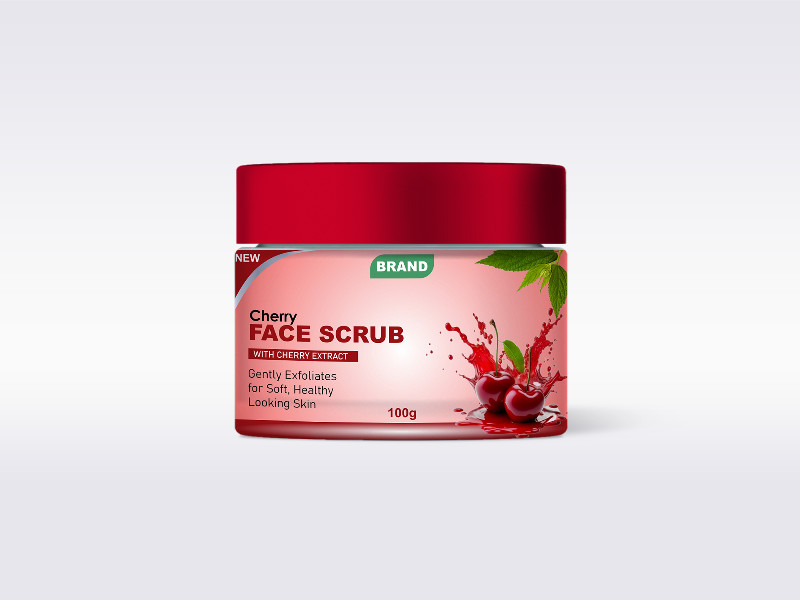 NEW
BRAND
Cherry
FACE SCRUB
WITH CHERRY EXTRACT
Gently Exfoliates
for Soft, Healthy
Looking Skin
100g